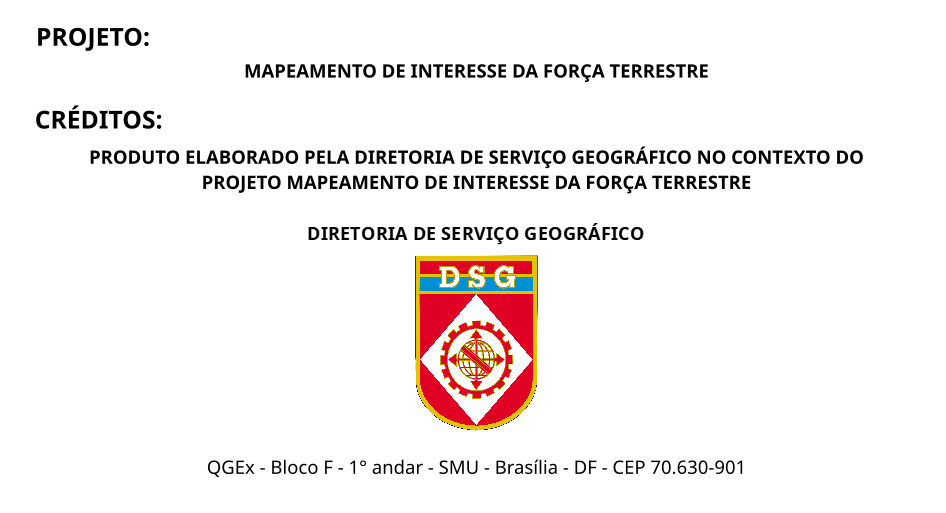 PROJETO:
MAPEAMENTO DE INTERESSE DA FORÇA TERRESTRE
CRÉDITOS:
PRODUTO ELABORADO PELA DIRETORIA DE SERVIÇO GEOGRÁFICO NO CONTEXTO DO
PROJETO MAPEAMENTO DE INTERESSE DA FORÇA TERRESTRE
DIRETORIA DE SERVIÇO GEOGRÁFICO
DSG
QGEx - Bloco F - 1° andar - SMU - Brasília - DF - CEP 70.630-901